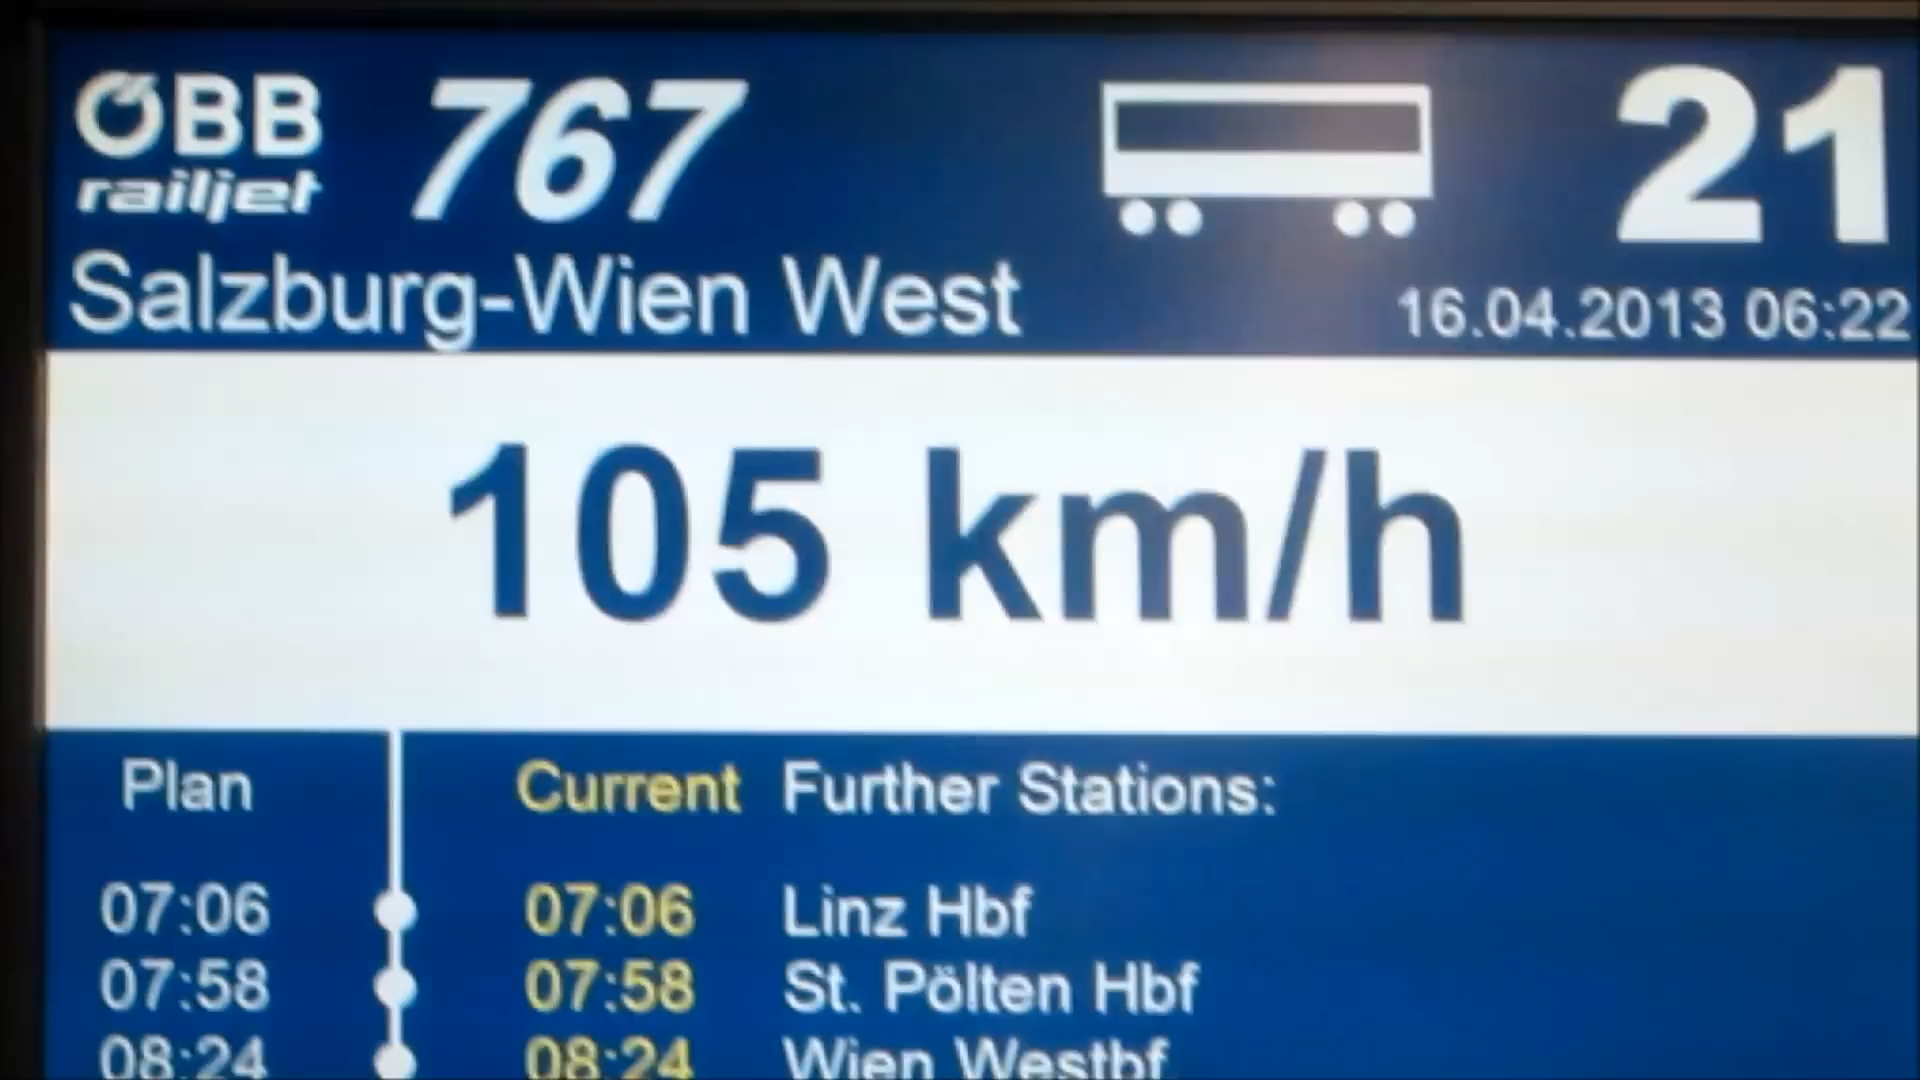 ÖBB 767 21
railjet
Salzburg-Wien West 16.04.2013 06:22
105 km/h
Plan Current Further Stations:
07:06 07:06 Linz Hbf
07:58 07:58 St. Pölten Hbf
08:24 08:24 Wien Westbf